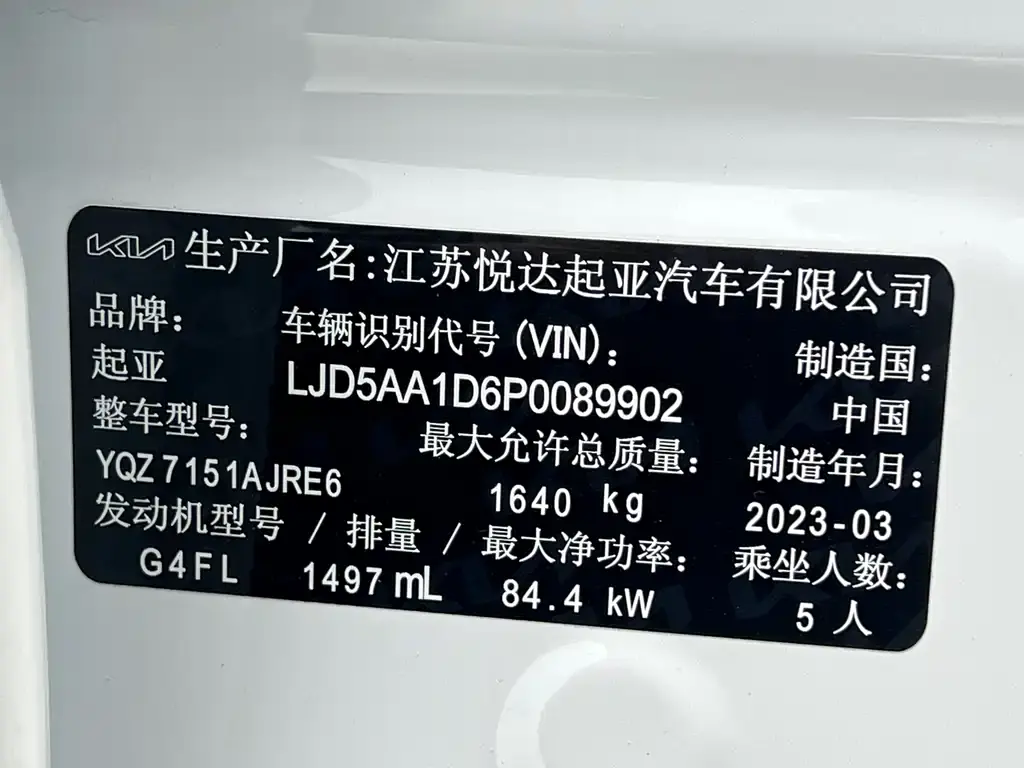 KIA 生产厂名:江苏悦达起亚汽车有限公司
品牌: 车辆识别代号(VIN): 制造国:
起亚 LJD5AA1D6P0089902 中国
整车型号: 最大允许总质量: 制造年月:
YQZ7151AJRE6 1640 kg 2023-03
发动机型号 / 排量 / 最大净功率: 乘坐人数:
G4FL 1497 mL 84.4 kW 5 人